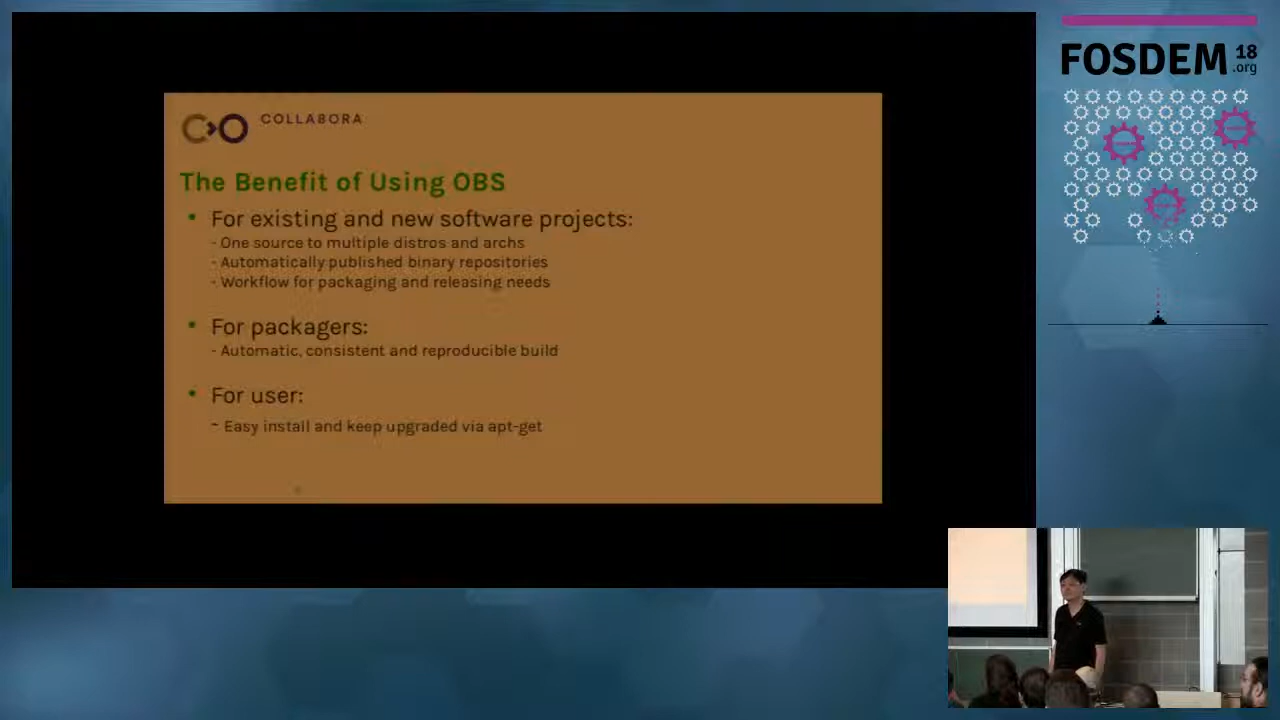 COLLABORA
The Benefit of Using OBS
• For existing and new software projects:
- One source to multiple distros and archs
- Automatically published binary repositories
- Workflow for packaging and releasing needs
• For packagers:
- Automatic, consistent and reproducible build
• For user:
- Easy install and keep upgraded via apt-get
FOSDEM 18
.org